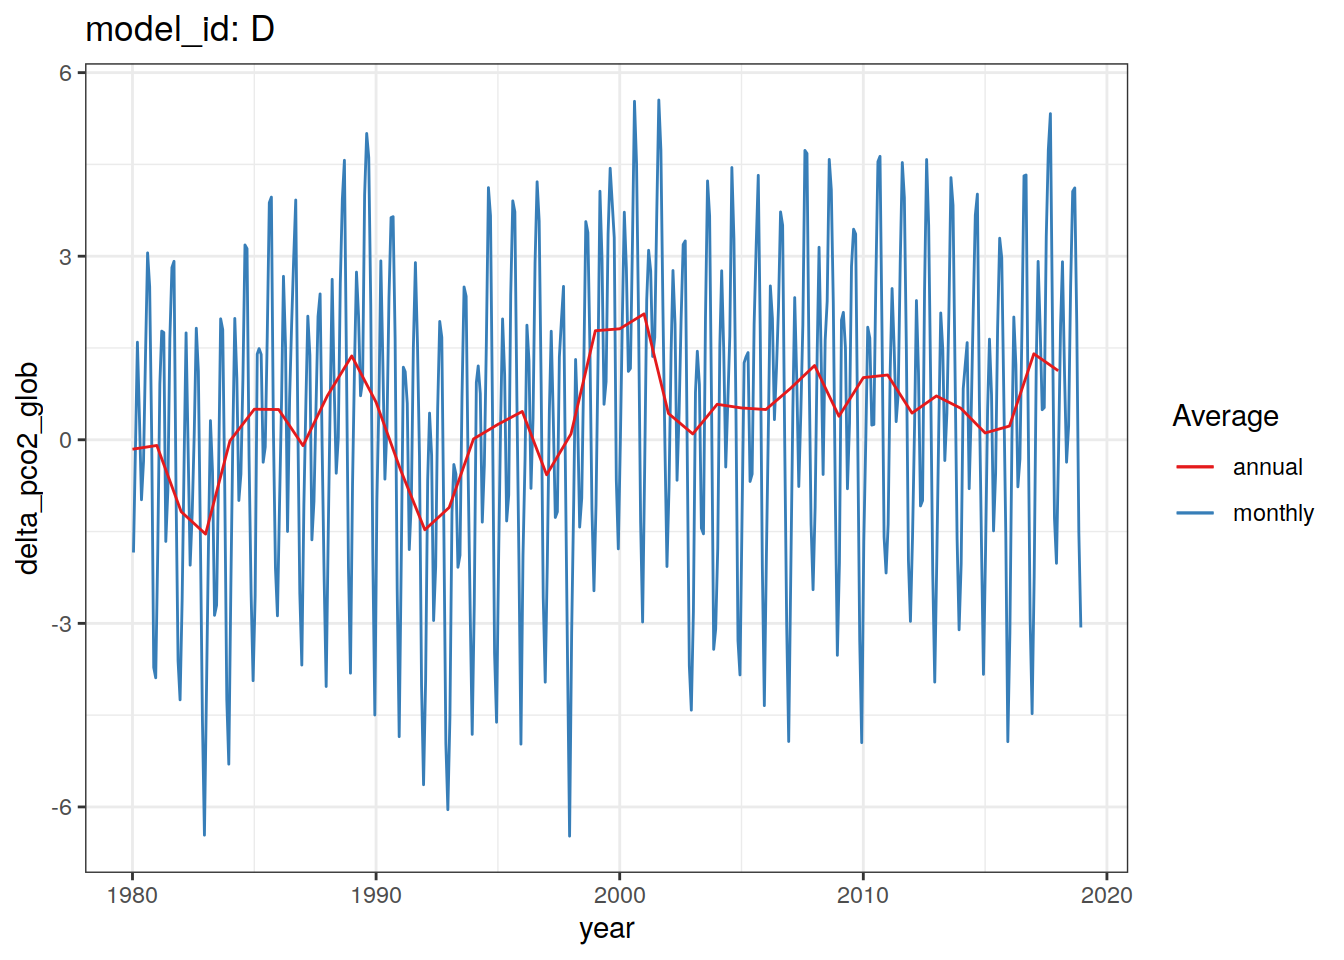 model_id: D
delta_pco2_glob
6
3
0
-3
-6
1980
1990
2000
2010
2020
year
Average
annual
monthly